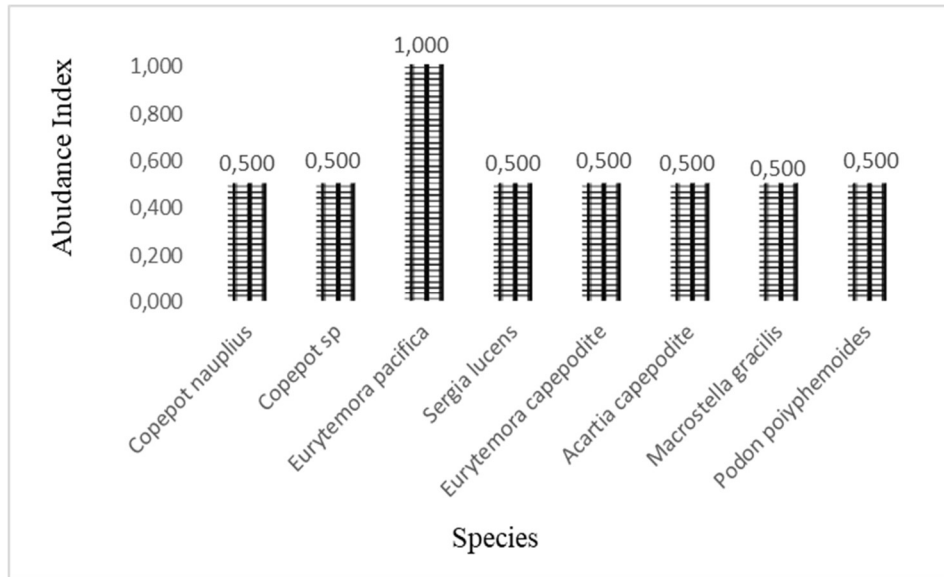 Abudance Index
1,000
0,800
0,600
0,400
0,200
0,000
0,500
0,500
1,000
0,500
0,500
0,500
0,500
0,500
Copepot nauplius
Copepot sp
Eurytemora pacifica
Sergia lucens
Eurytemora capepodite
Acartia capepodite
Macrostella gracilis
Podon poiyphemoides
Species